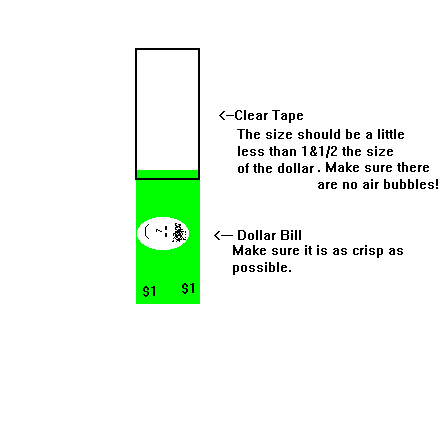 <-Clear Tape
The size should be a little
less than 1&1/2 the size
of the dollar . Make sure there
are no air bubbles!
<- Dollar Bill
Make sure it is as crisp as
possible.
$1 $1